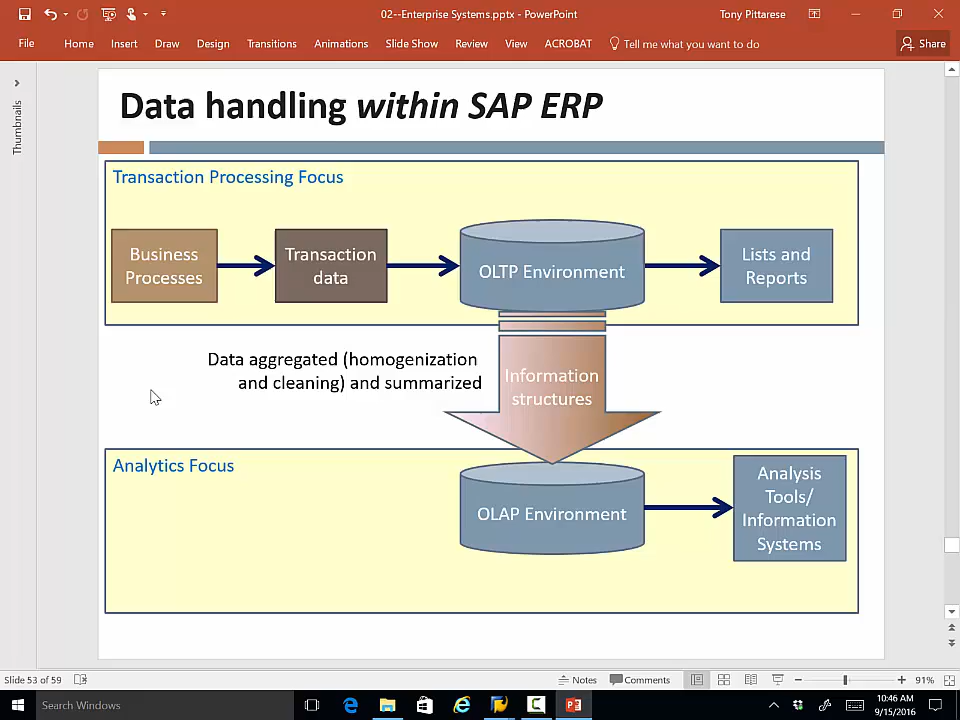 02--Enterprise Systems.pptx - PowerPoint
Tony Pittarese
File Home Insert Draw Design Transitions Animations Slide Show Review View ACROBAT Tell me what you want to do Share
Thumbnails
Data handling within SAP ERP
Transaction Processing Focus
Business
Processes
Transaction
data
OLTP Environment
Lists and
Reports
Data aggregated (homogenization
and cleaning) and summarized
Information
structures
Analytics Focus
OLAP Environment
Analysis
Tools/
Information
Systems
Slide 53 of 59
Notes
Comments
91%
Search Windows
10:46 AM
9/15/2016